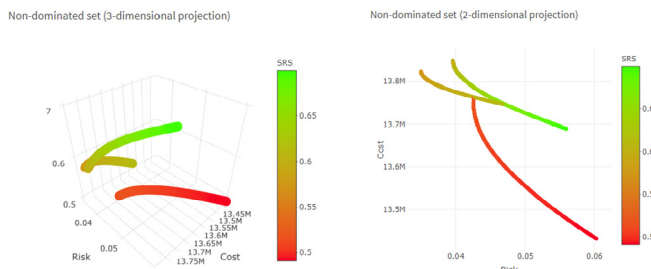 Non-dominated set (3-dimensional projection)
SRS
0.65
0.6
0.55
0.5
7
0.6
0.5
0.04
0.05
Risk
13.45M
13.5M
13.55M
13.6M
13.65M
13.7M
13.75M
Cost
Non-dominated set (2-dimensional projection)
SRS
13.8M
13.7M
13.6M
13.5M
Cost
0.04
0.05
0.06
Risk